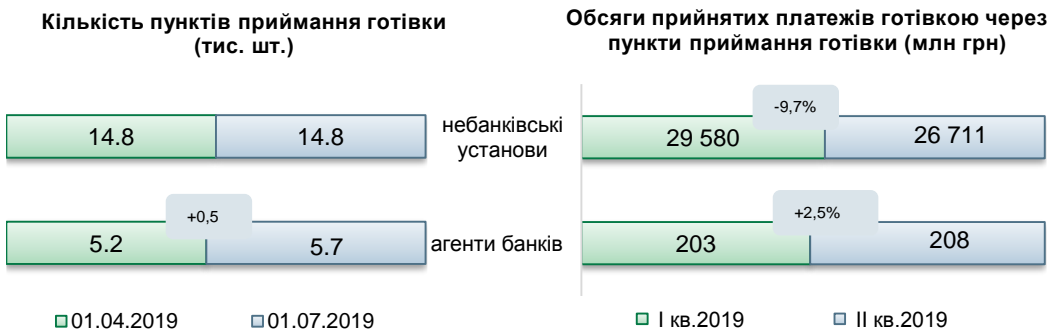 Кількість пунктів приймання готівки
(тис. шт.)
14.8 14.8
+0,5
5.2 5.7
01.04.2019 01.07.2019
небанківські
установи
агенти банків
Обсяги прийнятих платежів готівкою через
пункти приймання готівки (млн грн)
-9,7%
29 580 26 711
+2,5%
203 208
І кв.2019 ІІ кв.2019